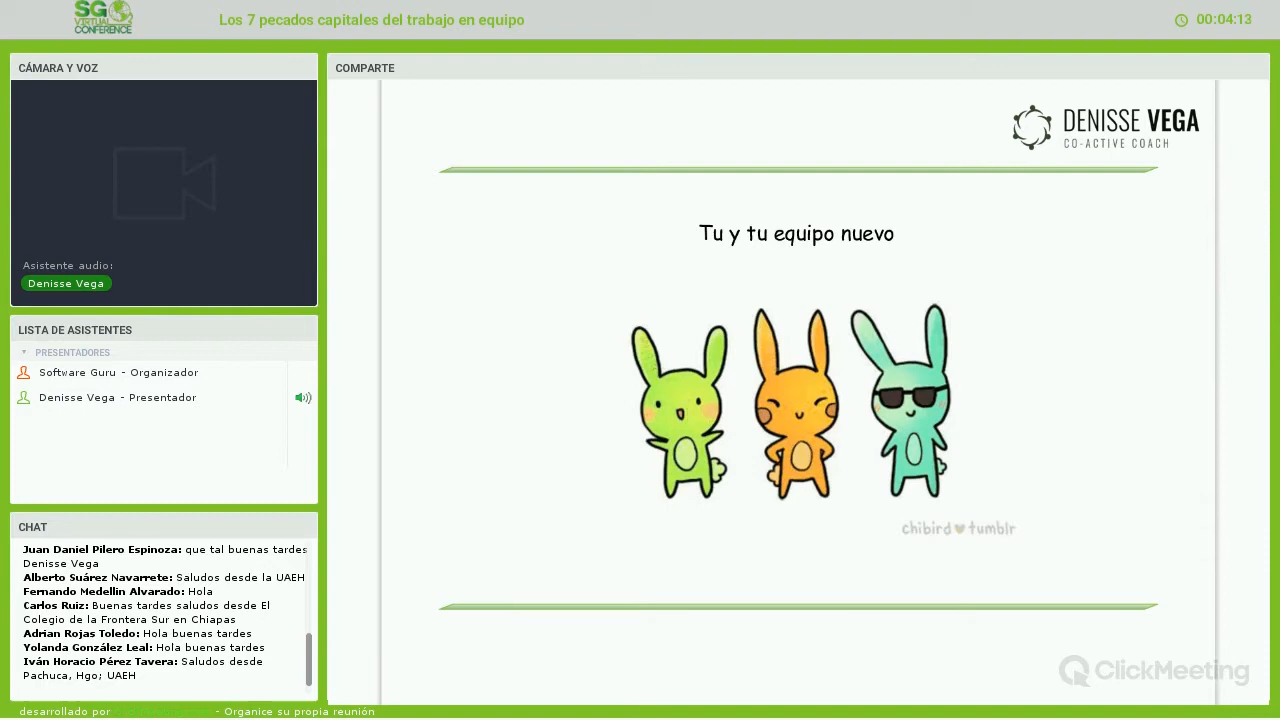 SG
VIRTUAL
CONFERENCE
Los 7 pecados capitales del trabajo en equipo
00:04:13
CÁMARA Y VOZ
Asistente audio:
Denisse Vega
LISTA DE ASISTENTES
PRESENTADORES
Software Guru - Organizador
Denisse Vega - Presentador
CHAT
Juan Daniel Pilero Espinoza: que tal buenas tardes
Denisse Vega
Alberto Suárez Navarrete: Saludos desde la UAEH
Fernando Medellin Alvarado: Hola
Carlos Ruiz: Buenas tardes saludos desde El
Colegio de la Frontera Sur en Chiapas
Adrian Rojas Toledo: Hola buenas tardes
Yolanda González Leal: Hola buenas tardes
Iván Horacio Pérez Tavera: Saludos desde
Pachuca, Hgo; UAEH
COMPARTE
DENISSE VEGA
CO-ACTIVE COACH
Tu y tu equipo nuevo
chibird tumblr
ClickMeeting
desarrollado por - Organice su propia reunión